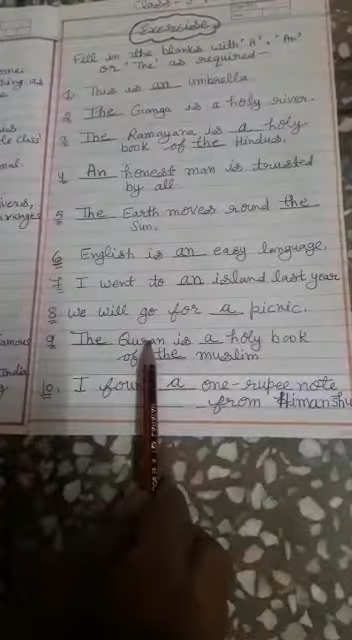 Class-
Exercise
Fill in the blanks with 'A', 'An'
or 'The' as required-
1. This is an umbrella
2. The Ganga is a holy river.
3. The Ramayana is a holy
book of the Hindus.
4. An honest man is trusted
by all
5. The Earth moves round the
Sun.
6. English is an easy language.
7. I went to an island last year
8. We will go for a picnic.
9. The Quran is a holy book
of the muslim
10. I a one-rupee note
from Himanshu